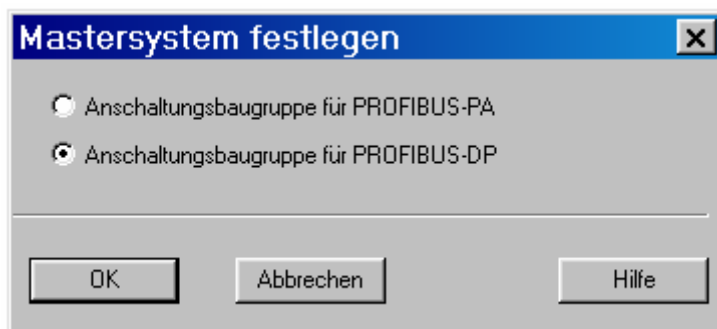 Mastersystem festlegen
Anschaltungsbaugruppe für PROFIBUS-PA
Anschaltungsbaugruppe für PROFIBUS-DP
OK Abbrechen Hilfe